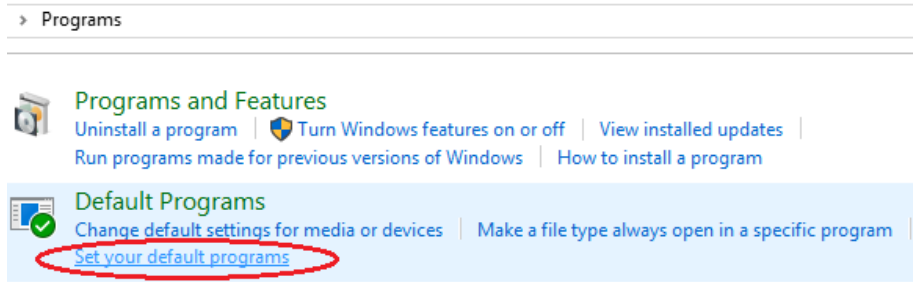 > Programs
Programs and Features
Uninstall a program | Turn Windows features on or off | View installed updates |
Run programs made for previous versions of Windows | How to install a program
Default Programs
Change default settings for media or devices | Make a file type always open in a specific program |
Set your default programs